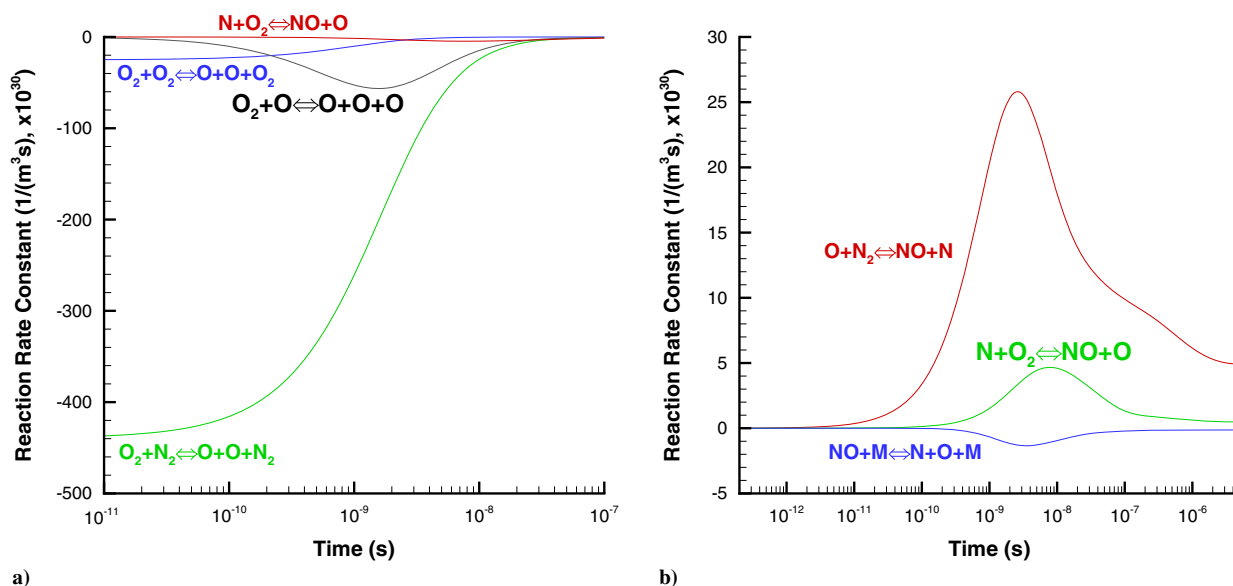 N+O₂⇔NO+O
O₂+O₂⇔O+O+O₂
O₂+O⇔O+O+O
O₂+N₂⇔O+O+N₂
Reaction Rate Constant (1/(m³s), x10³⁰)
0
-100
-200
-300
-400
-500
10⁻¹¹
10⁻¹⁰
10⁻⁹
10⁻⁸
10⁻⁷
Time (s)
a)
Reaction Rate Constant (1/(m³s), x10³⁰)
30
25
20
15
10
5
0
-5
O+N₂⇔NO+N
N+O₂⇔NO+O
NO+M⇔N+O+M
10⁻¹²
10⁻¹¹
10⁻¹⁰
10⁻⁹
10⁻⁸
10⁻⁷
10⁻⁶
Time (s)
b)